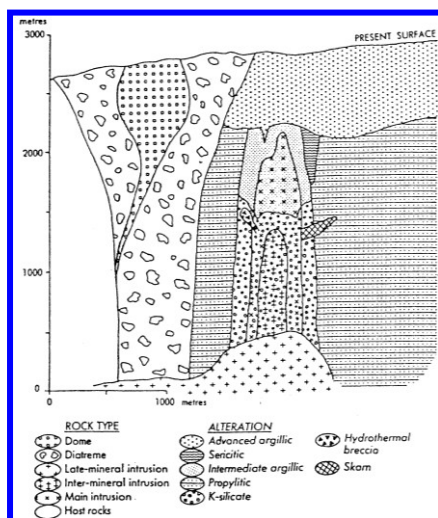 metres
3000
PRESENT SURFACE
2000
1000
0
0 1000 metres
ROCK TYPE
Dome
Diatreme
Late-mineral intrusion
Inter-mineral intrusion
Main intrusion
Host rocks
ALTERATION
Advanced argillic
Sericitic
Intermediate argillic
Propylitic
K-silicate
Hydrothermal
breccia
Skarn